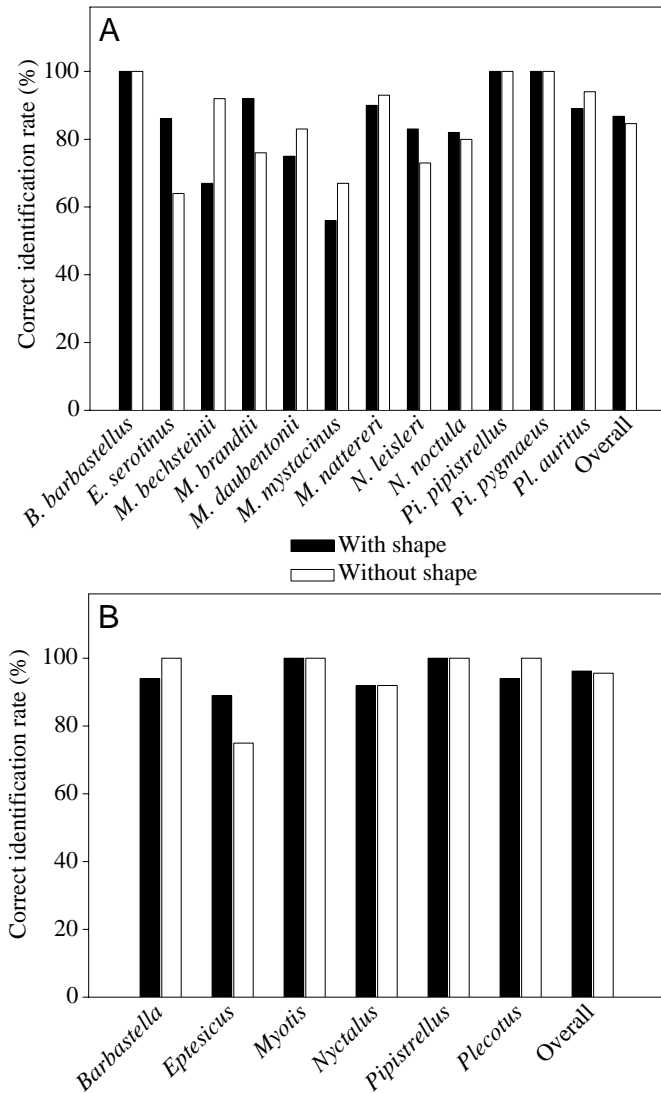 A
Correct identification rate (%)
100
80
60
40
20
0
B. barbastellus
E. serotinus
M. bechsteinii
M. brandtii
M. daubentonii
M. mystacinus
M. nattereri
N. leisleri
N. noctula
Pi. pipistrellus
Pi. pygmaeus
Pl. auritus
Overall
With shape
Without shape
B
Correct identification rate (%)
100
80
60
40
20
0
Barbastella
Eptesicus
Myotis
Nyctalus
Pipistrellus
Plecotus
Overall